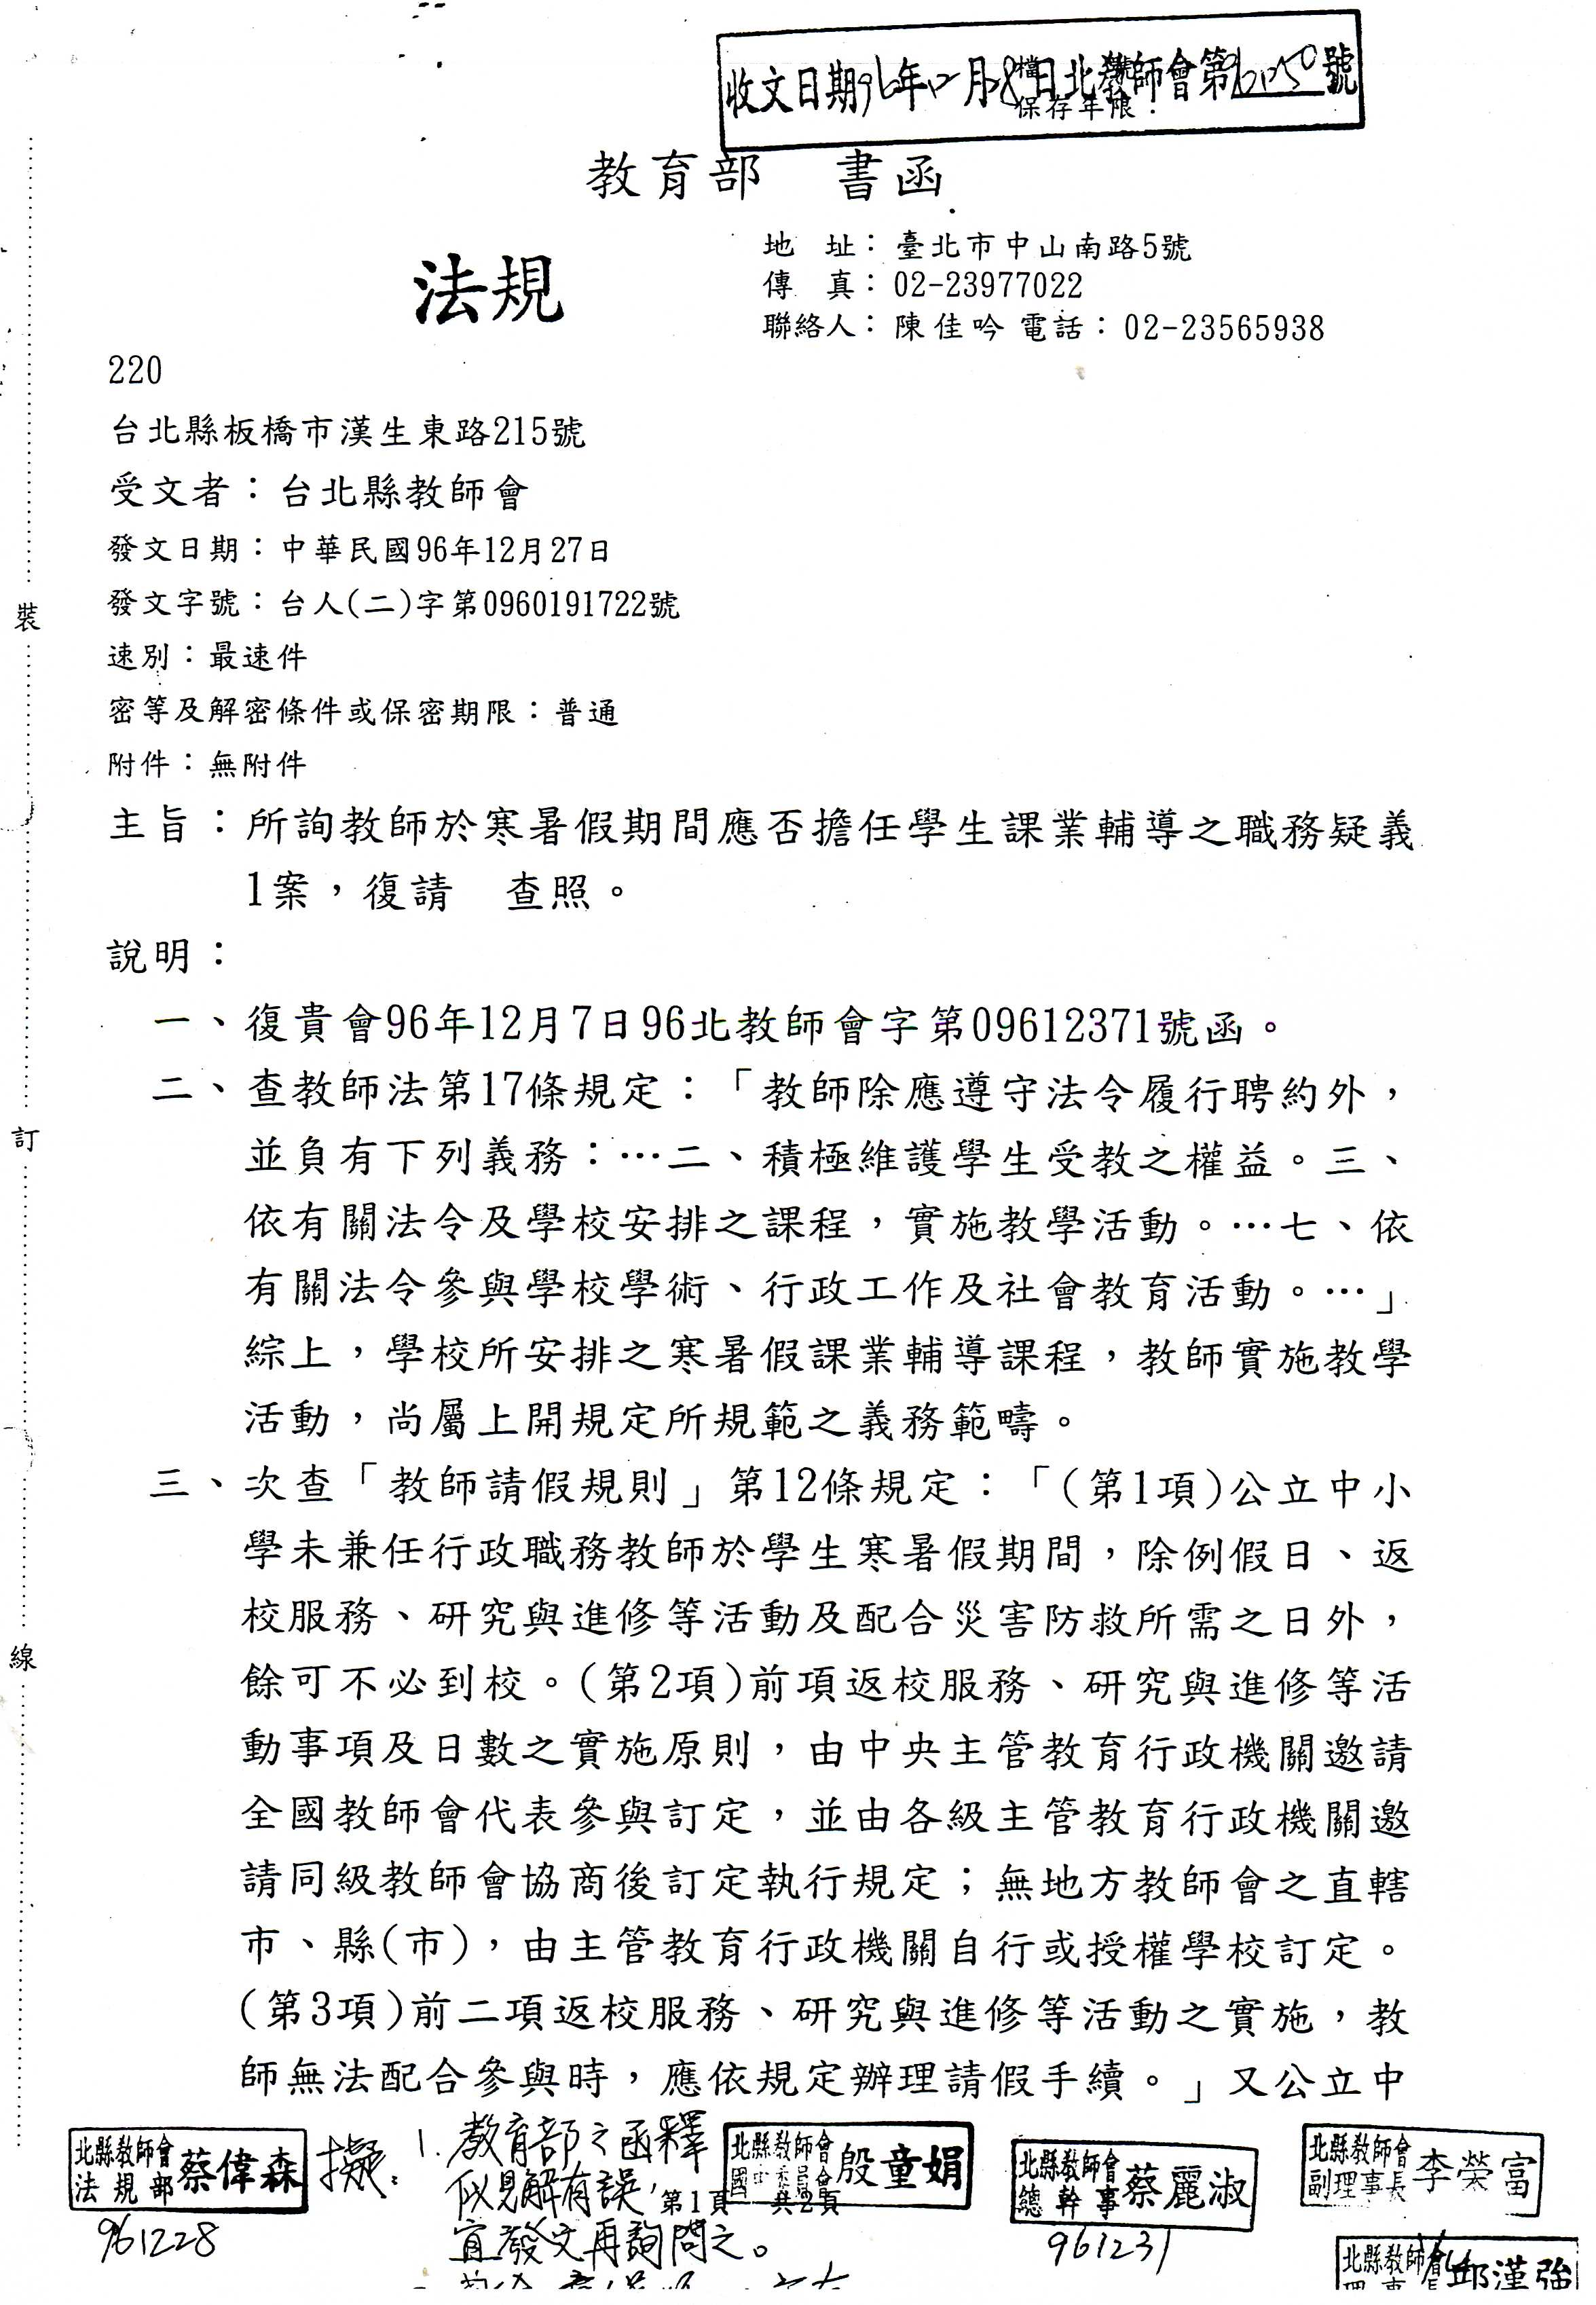 收文日期96年12月28日北教師會第號
檔號
保存年限：
教育部　書函
法規
地　址：臺北市中山南路5號
傳　真：02-23977022
聯絡人：陳佳吟 電話：02-23565938
220
台北縣板橋市漢生東路215號
受文者：台北縣教師會
發文日期：中華民國96年12月27日
發文字號：台人(二)字第0960191722號
速別：最速件
密等及解密條件或保密期限：普通
附件：無附件
主旨：所詢教師於寒暑假期間應否擔任學生課業輔導之職務疑義
1案，復請　查照。
說明：
一、復貴會96年12月7日96北教師會字第09612371號函。
二、查教師法第17條規定：「教師除應遵守法令履行聘約外，
並負有下列義務：…二、積極維護學生受教之權益。三、
依有關法令及學校安排之課程，實施教學活動。…七、依
有關法令參與學校學術、行政工作及社會教育活動。…」
綜上，學校所安排之寒暑假課業輔導課程，教師實施教學
活動，尚屬上開規定所規範之義務範疇。
三、次查「教師請假規則」第12條規定：「(第1項)公立中小
學未兼任行政職務教師於學生寒暑假期間，除例假日、返
校服務、研究與進修等活動及配合災害防救所需之日外，
餘可不必到校。(第2項)前項返校服務、研究與進修等活
動事項及日數之實施原則，由中央主管教育行政機關邀請
全國教師會代表參與訂定，並由各級主管教育行政機關邀
請同級教師會協商後訂定執行規定；無地方教師會之直轄
市、縣(市)，由主管教育行政機關自行或授權學校訂定。
(第3項)前二項返校服務、研究與進修等活動之實施，教
師無法配合參與時，應依規定辦理請假手續。」又公立中
裝
訂
線
北縣教師會
法規部
蔡偉森
961228
擬：
1. 教育部之函釋
似見解有誤，
宜發文再詢問之。
第1頁 共2頁
北縣教師會
國中委員會
殷童娟
北縣教師會
總幹事
蔡麗淑
961231
北縣教師會
副理事長
李榮富
北縣教師會
理事長
邱漢強